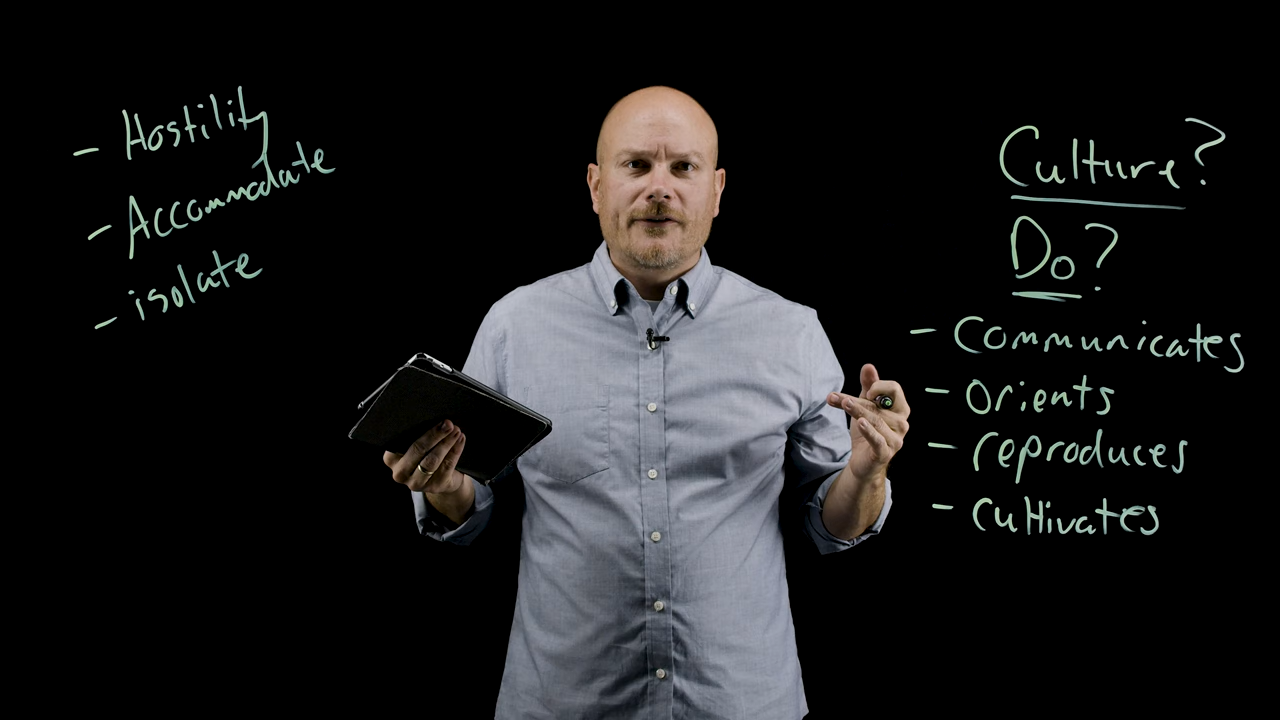 - Hostility
- Accommodate
- isolate
Culture?
Do?
- Communicates
- Orients
- reproduces
- cultivates